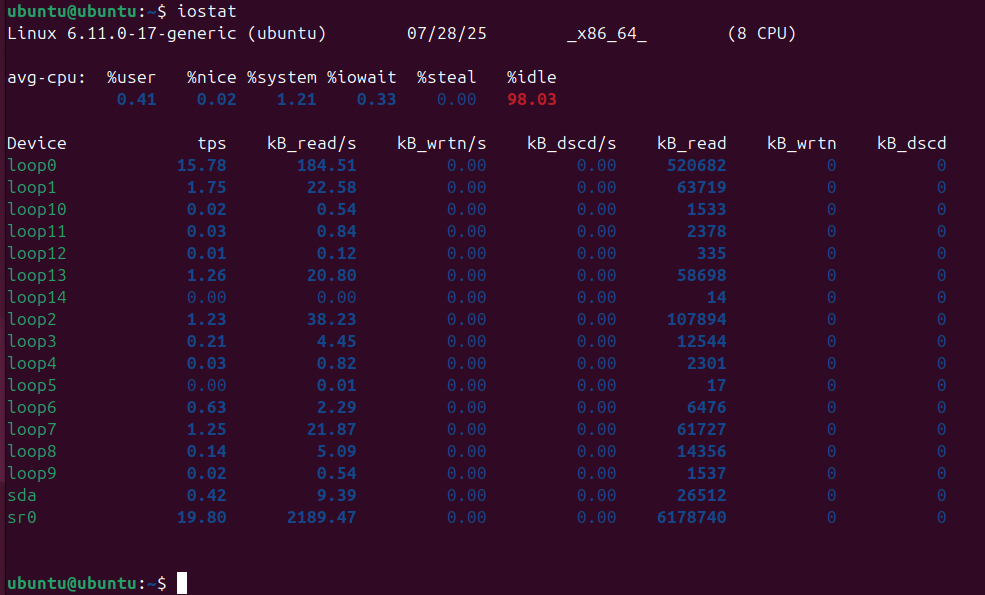 ubuntu@ubuntu:~$ iostat
Linux 6.11.0-17-generic (ubuntu)        07/28/25        _x86_64_        (8 CPU)
avg-cpu:  %user   %nice %system %iowait  %steal   %idle
           0.41    0.02    1.21    0.33    0.00   98.03
Device             tps    kB_read/s    kB_wrtn/s    kB_dscd/s    kB_read    kB_wrtn    kB_dscd
loop0            15.78       184.51         0.00         0.00     520682          0          0
loop1             1.75        22.58         0.00         0.00      63719          0          0
loop10            0.02         0.54         0.00         0.00       1533          0          0
loop11            0.03         0.84         0.00         0.00       2378          0          0
loop12            0.01         0.12         0.00         0.00        335          0          0
loop13            1.26        20.80         0.00         0.00      58698          0          0
loop14            0.00         0.00         0.00         0.00         14          0          0
loop2             1.23        38.23         0.00         0.00     107894          0          0
loop3             0.21         4.45         0.00         0.00      12544          0          0
loop4             0.03         0.82         0.00         0.00       2301          0          0
loop5             0.00         0.01         0.00         0.00         17          0          0
loop6             0.63         2.29         0.00         0.00       6476          0          0
loop7             1.25        21.87         0.00         0.00      61727          0          0
loop8             0.14         5.09         0.00         0.00      14356          0          0
loop9             0.02         0.54         0.00         0.00       1537          0          0
sda               0.42         9.39         0.00         0.00      26512          0          0
sr0              19.80      2189.47         0.00         0.00    6178740          0          0
ubuntu@ubuntu:~$